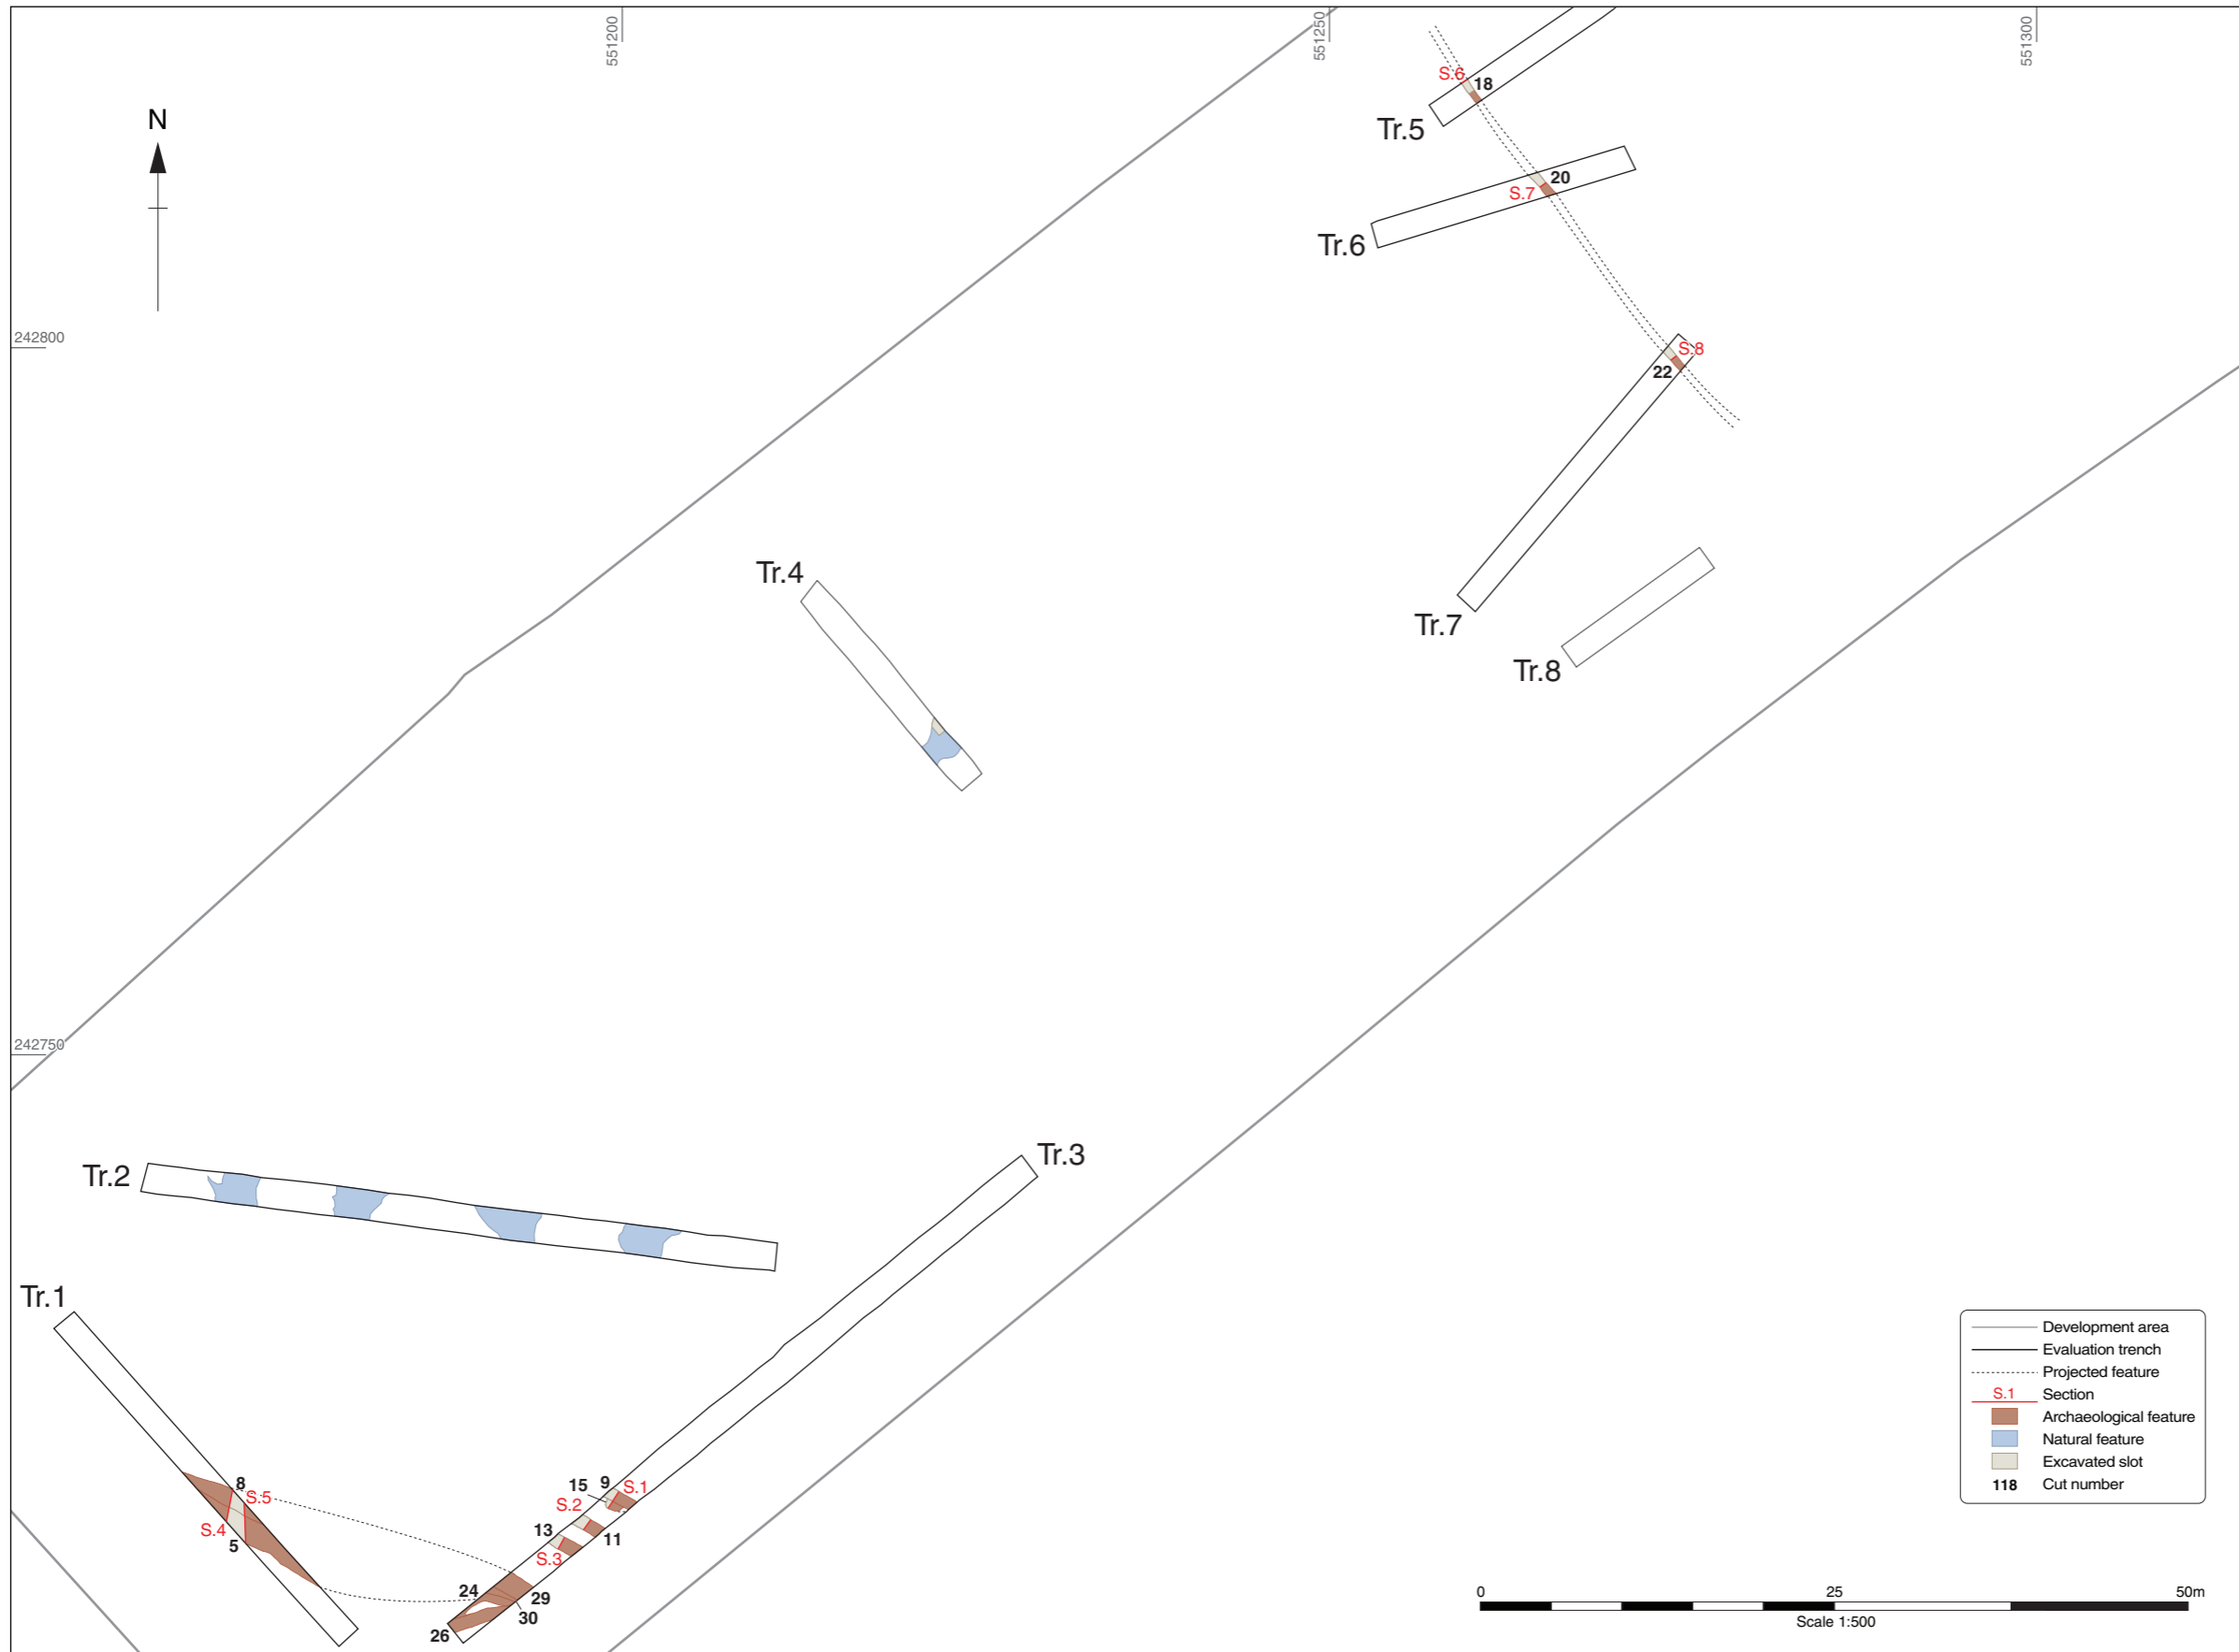 551200
551250
551300
N
S.6
18
Tr.5
20
S.7
Tr.6
242800
S.8
22
Tr.4
Tr.7
Tr.8
242750
Tr.3
Tr.2
Tr.1
8
S.5
S.4
5
15
9
S.1
S.2
13
11
S.3
24
29
30
26
Development area
Evaluation trench
Projected feature
S.1 Section
Archaeological feature
Natural feature
Excavated slot
118 Cut number
0 25 50m
Scale 1:500